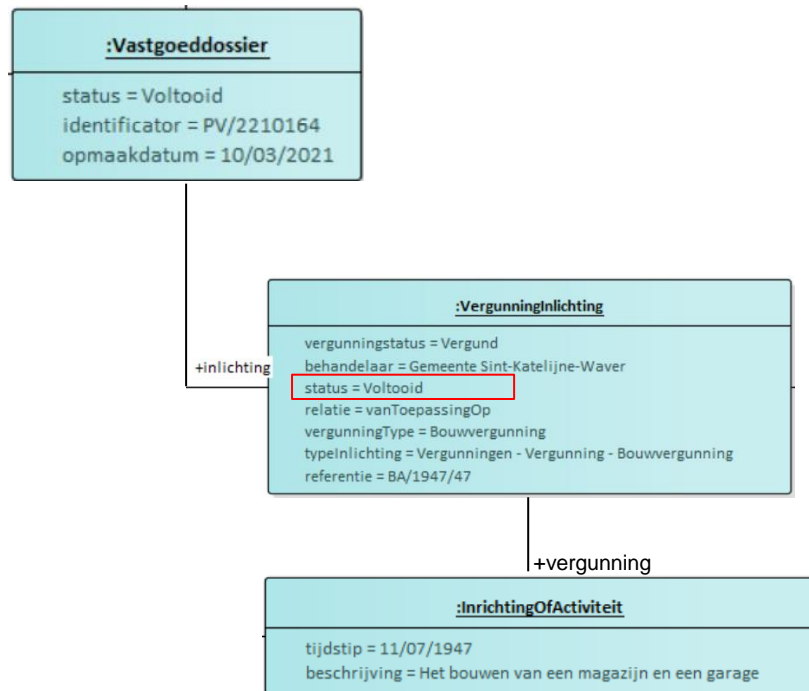 :Vastgoeddossier
status = Voltooid
identificator = PV/2210164
opmaakdatum = 10/03/2021
+inlichting
:VergunningInlichting
vergunningstatus = Vergund
behandelaar = Gemeente Sint-Katelijne-Waver
status = Voltooid
relatie = vanToepassingOp
vergunningType = Bouwvergunning
typeInlichting = Vergunningen - Vergunning - Bouwvergunning
referentie = BA/1947/47
+vergunning
:InrichtingOfActiviteit
tijdstip = 11/07/1947
beschrijving = Het bouwen van een magazijn en een garage